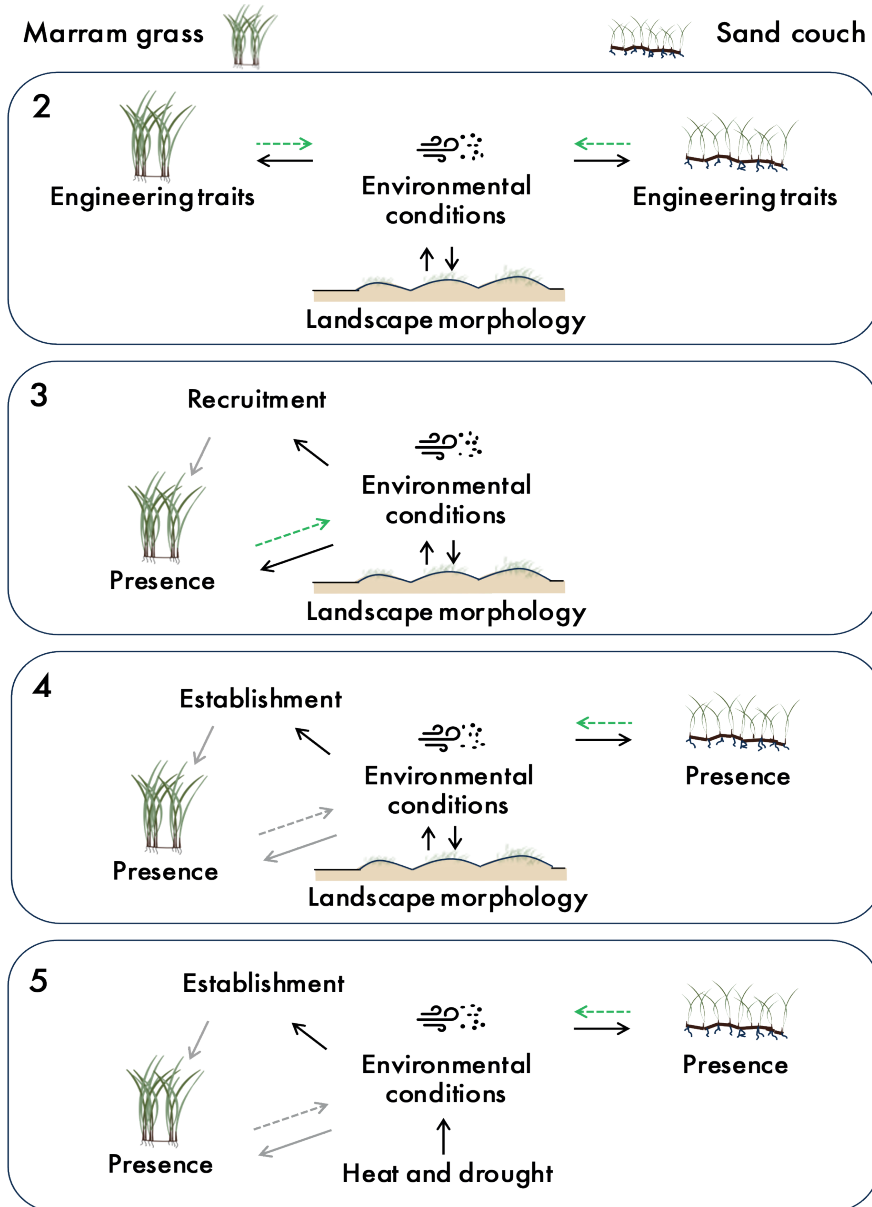 Marram grass
Sand couch
2
Engineering traits
Environmental
conditions
Engineering traits
Landscape morphology
3
Recruitment
Environmental
conditions
Presence
Landscape morphology
4
Establishment
Environmental
conditions
Presence
Presence
Landscape morphology
5
Establishment
Environmental
conditions
Presence
Presence
Heat and drought